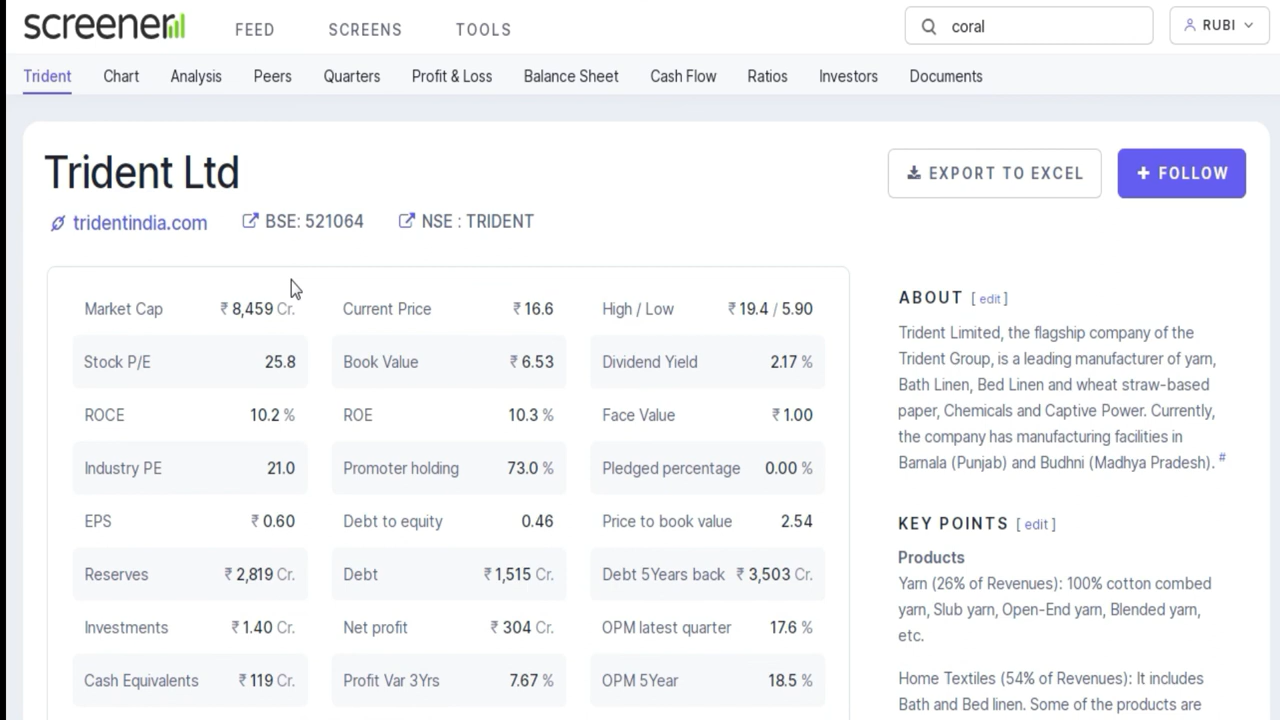 screener
FEED SCREENS TOOLS
coral
RUBI
Trident Chart Analysis Peers Quarters Profit & Loss Balance Sheet Cash Flow Ratios Investors Documents
Trident Ltd
EXPORT TO EXCEL
FOLLOW
tridentindia.com BSE: 521064 NSE : TRIDENT
Market Cap ₹ 8,459 Cr. Current Price ₹ 16.6 High / Low ₹ 19.4 / 5.90
Stock P/E 25.8 Book Value ₹ 6.53 Dividend Yield 2.17 %
ROCE 10.2 % ROE 10.3 % Face Value ₹ 1.00
Industry PE 21.0 Promoter holding 73.0 % Pledged percentage 0.00 %
EPS ₹ 0.60 Debt to equity 0.46 Price to book value 2.54
Reserves ₹ 2,819 Cr. Debt ₹ 1,515 Cr. Debt 5Years back ₹ 3,503 Cr.
Investments ₹ 1.40 Cr. Net profit ₹ 304 Cr. OPM latest quarter 17.6 %
Cash Equivalents ₹ 119 Cr. Profit Var 3Yrs 7.67 % OPM 5Year 18.5 %
ABOUT [ edit ]
Trident Limited, the flagship company of the
Trident Group, is a leading manufacturer of yarn,
Bath Linen, Bed Linen and wheat straw-based
paper, Chemicals and Captive Power. Currently,
the company has manufacturing facilities in
Barnala (Punjab) and Budhni (Madhya Pradesh). #
KEY POINTS [ edit ]
Products
Yarn (26% of Revenues): 100% cotton combed
yarn, Slub yarn, Open-End yarn, Blended yarn,
etc.
Home Textiles (54% of Revenues): It includes
Bath and Bed linen. Some of the products are